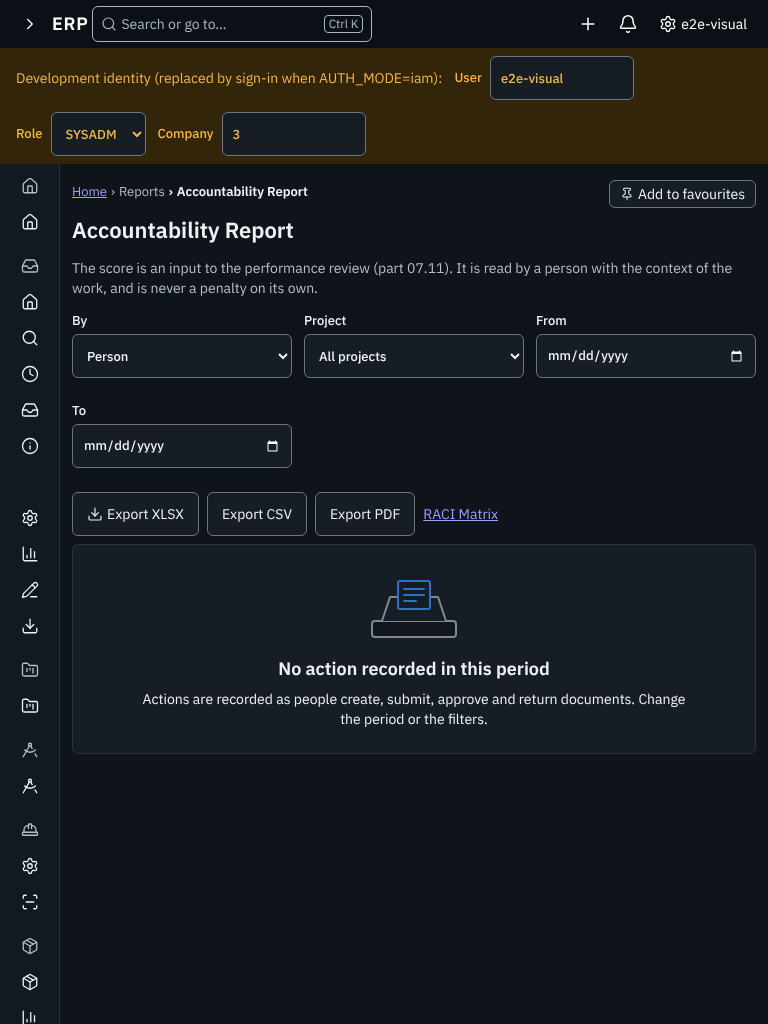 ERP
Search or go to...
Ctrl K
e2e-visual
Development identity (replaced by sign-in when AUTH_MODE=iam):
User
e2e-visual
Role
SYSADM
Company
3
Home › Reports › Accountability Report
Add to favourites
Accountability Report
The score is an input to the performance review (part 07.11). It is read by a person with the context of the
work, and is never a penalty on its own.
By
Project
From
Person
All projects
mm/dd/yyyy
To
mm/dd/yyyy
Export XLSX
Export CSV
Export PDF
RACI Matrix
No action recorded in this period
Actions are recorded as people create, submit, approve and return documents. Change
the period or the filters.